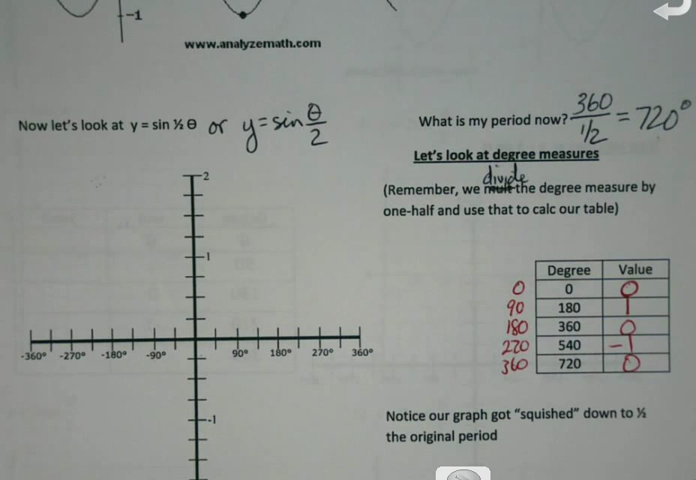 -1
www.analyzemath.com
Now let's look at y = sin ½ θ or y = sin θ/2
What is my period now? 360/½ = 720°
Let's look at degree measures
divide
(Remember, we mult the degree measure by
one-half and use that to calc our table)
2
1
-360° -270° -180° -90° 90° 180° 270° 360°
-1
Degree Value
0 0 0
90 180 1
180 360 0
270 540 -1
360 720 0
Notice our graph got "squished" down to ½
the original period